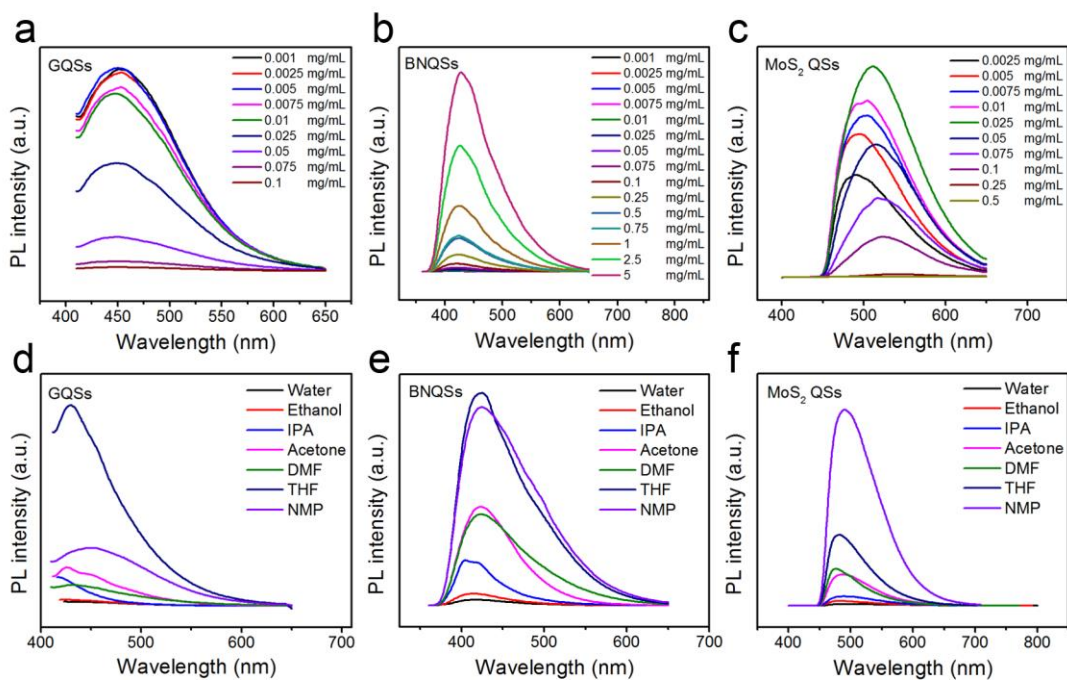 a
GQSs
0.001 mg/mL
0.0025 mg/mL
0.005 mg/mL
0.0075 mg/mL
0.01 mg/mL
0.025 mg/mL
0.05 mg/mL
0.075 mg/mL
0.1 mg/mL
PL intensity (a.u.)
400 450 500 550 600 650
Wavelength (nm)
b
BNQSs
0.001 mg/mL
0.0025 mg/mL
0.005 mg/mL
0.0075 mg/mL
0.01 mg/mL
0.025 mg/mL
0.05 mg/mL
0.075 mg/mL
0.1 mg/mL
0.25 mg/mL
0.5 mg/mL
0.75 mg/mL
1 mg/mL
2.5 mg/mL
5 mg/mL
PL intensity (a.u.)
400 500 600 700 800
Wavelength (nm)
c
MoS₂ QSs
0.0025 mg/mL
0.005 mg/mL
0.0075 mg/mL
0.01 mg/mL
0.025 mg/mL
0.05 mg/mL
0.075 mg/mL
0.1 mg/mL
0.25 mg/mL
0.5 mg/mL
PL intensity (a.u.)
400 500 600 700
Wavelength (nm)
d
GQSs
Water
Ethanol
IPA
Acetone
DMF
THF
NMP
PL intensity (a.u.)
400 500 600 700
Wavelength (nm)
e
BNQSs
Water
Ethanol
IPA
Acetone
DMF
THF
NMP
PL intensity (a.u.)
400 500 600 700
Wavelength (nm)
f
MoS₂ QSs
Water
Ethanol
IPA
Acetone
DMF
THF
NMP
PL intensity (a.u.)
400 500 600 700 800
Wavelength (nm)